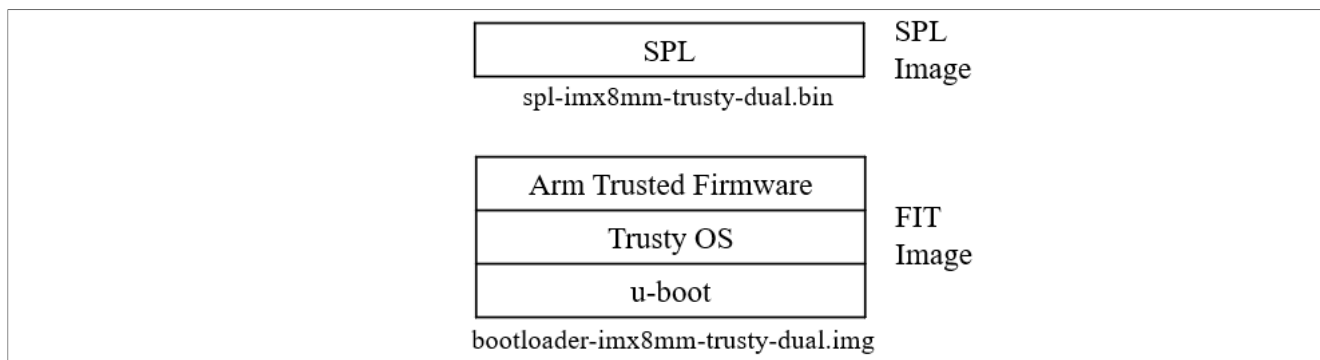 SPL
SPL
Image
spl-imx8mm-trusty-dual.bin
Arm Trusted Firmware
Trusty OS
u-boot
FIT
Image
bootloader-imx8mm-trusty-dual.img